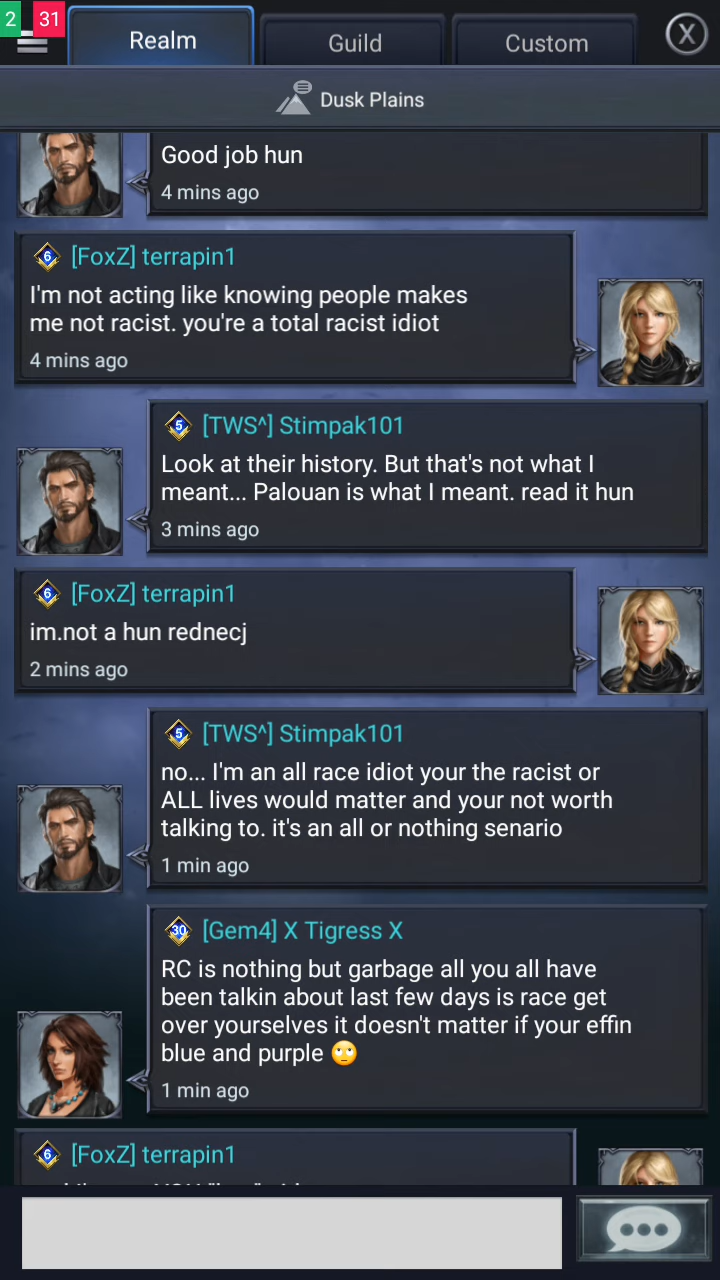 2 31
Realm
Guild
Custom
X
Dusk Plains
Good job hun
4 mins ago
6 [FoxZ] terrapin1
I'm not acting like knowing people makes
me not racist. you're a total racist idiot
4 mins ago
5 [TWS^] Stimpak101
Look at their history. But that's not what I
meant... Palouan is what I meant. read it hun
3 mins ago
6 [FoxZ] terrapin1
im.not a hun rednecj
2 mins ago
5 [TWS^] Stimpak101
no... I'm an all race idiot your the racist or
ALL lives would matter and your not worth
talking to. it's an all or nothing senario
1 min ago
30 [Gem4] X Tigress X
RC is nothing but garbage all you all have
been talkin about last few days is race get
over yourselves it doesn't matter if your effin
blue and purple 🙄
1 min ago
6 [FoxZ] terrapin1